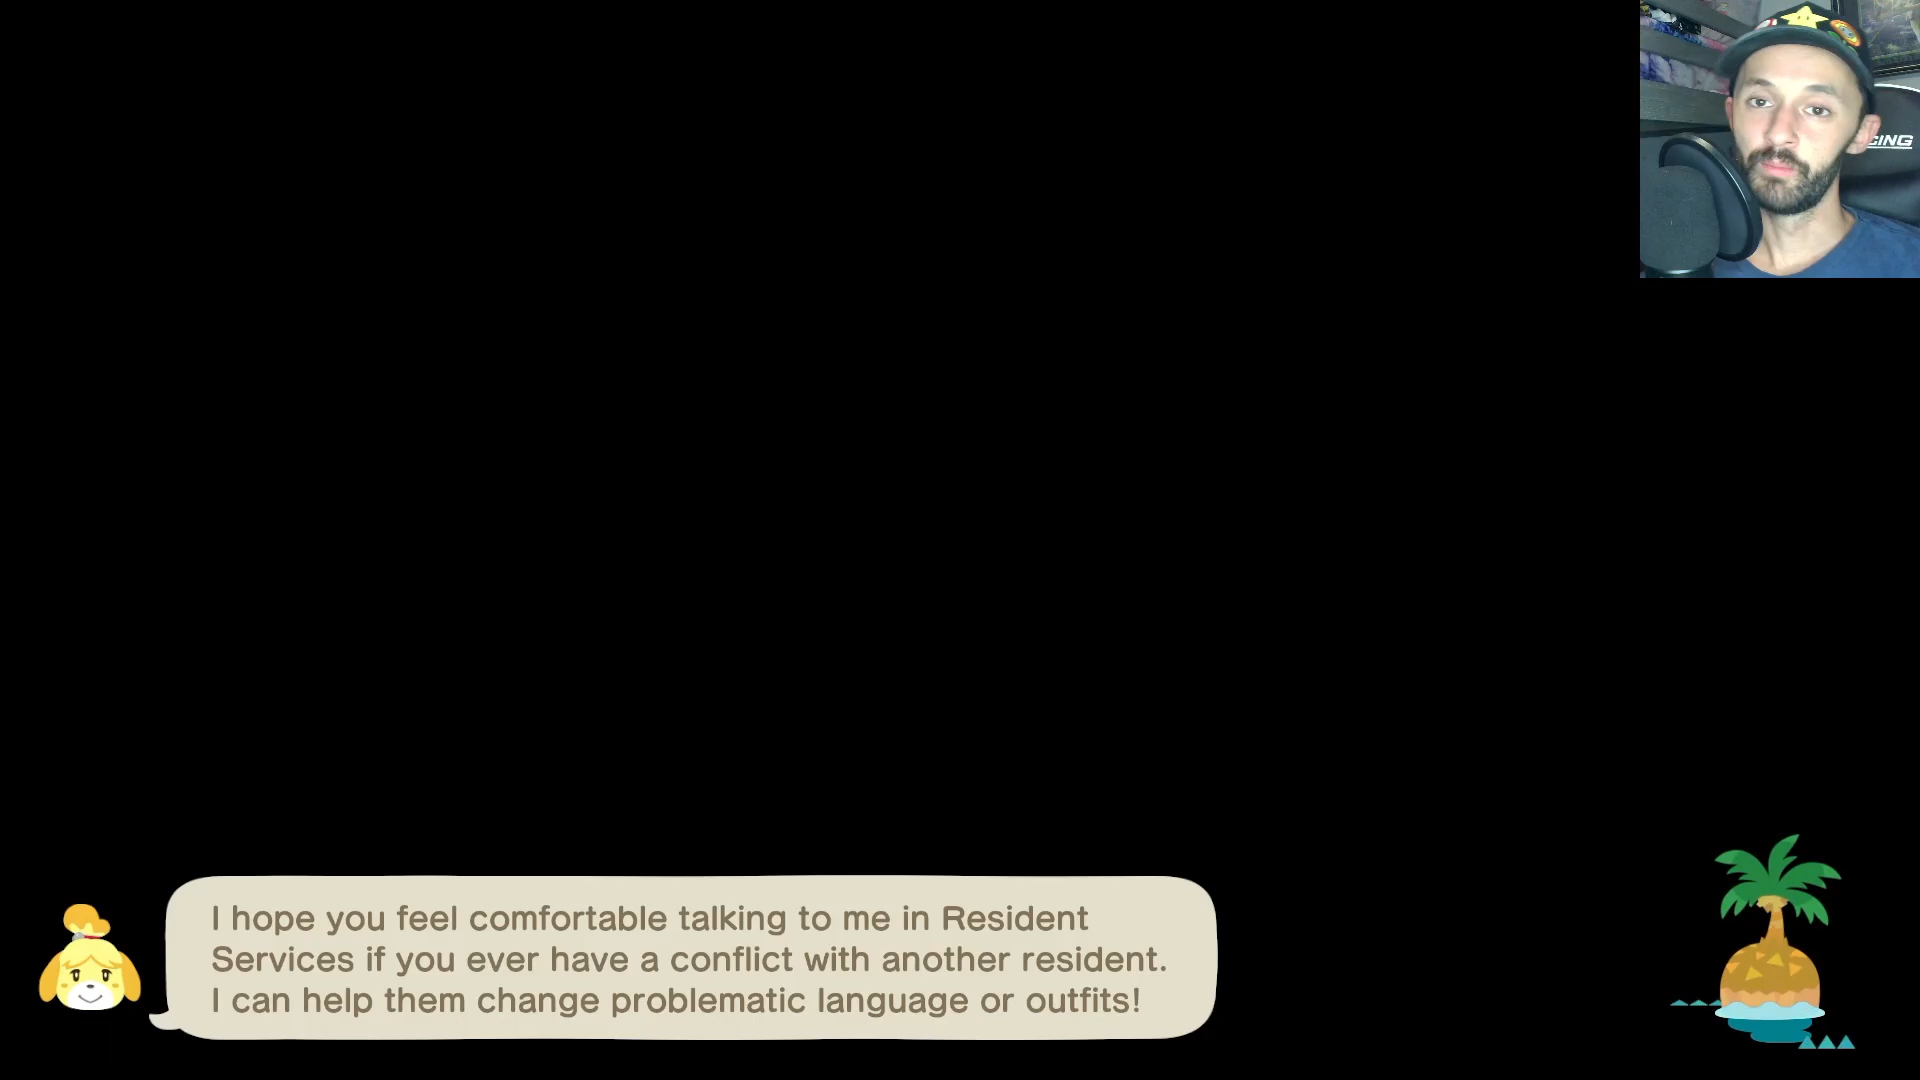 CING
I hope you feel comfortable talking to me in Resident
Services if you ever have a conflict with another resident.
I can help them change problematic language or outfits!